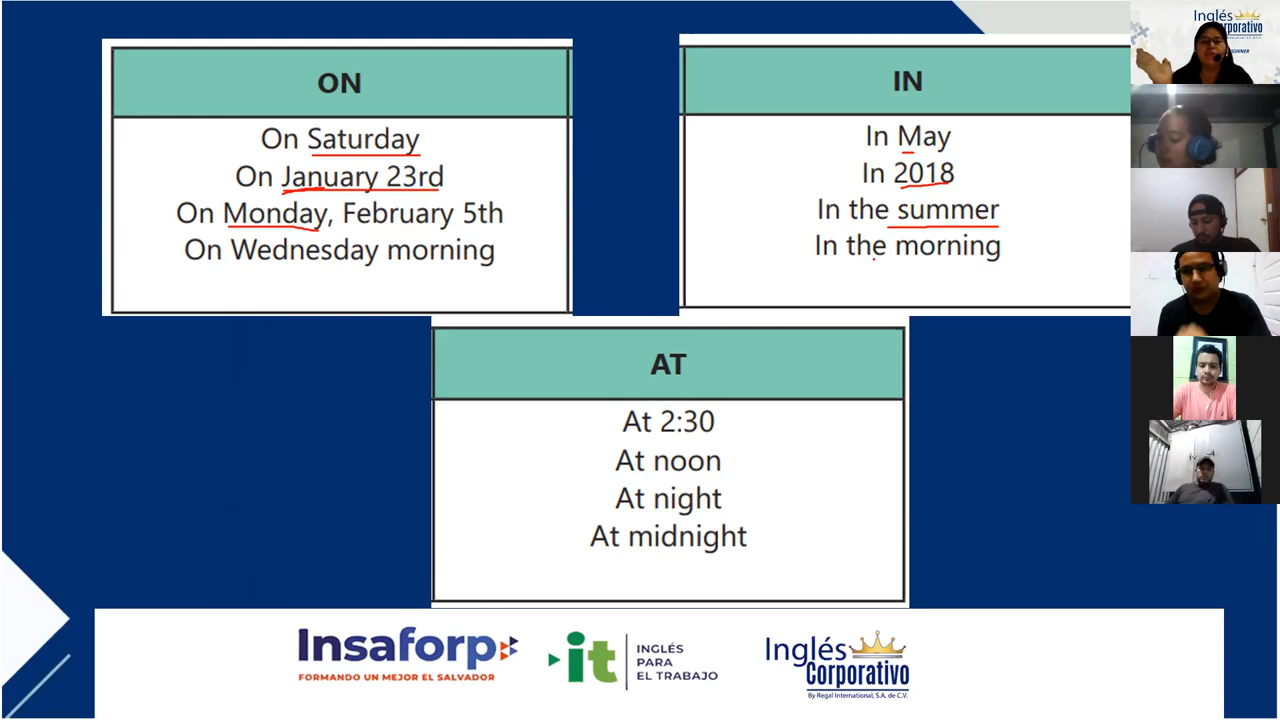 ON
On Saturday
On January 23rd
On Monday, February 5th
On Wednesday morning
IN
In May
In 2018
In the summer
In the morning
AT
At 2:30
At noon
At night
At midnight
Insaforp
FORMANDO UN MEJOR EL SALVADOR
it
INGLÉS
PARA
EL TRABAJO
Inglés
Corporativo
By Regal International, S.A. de C.V.
Inglés